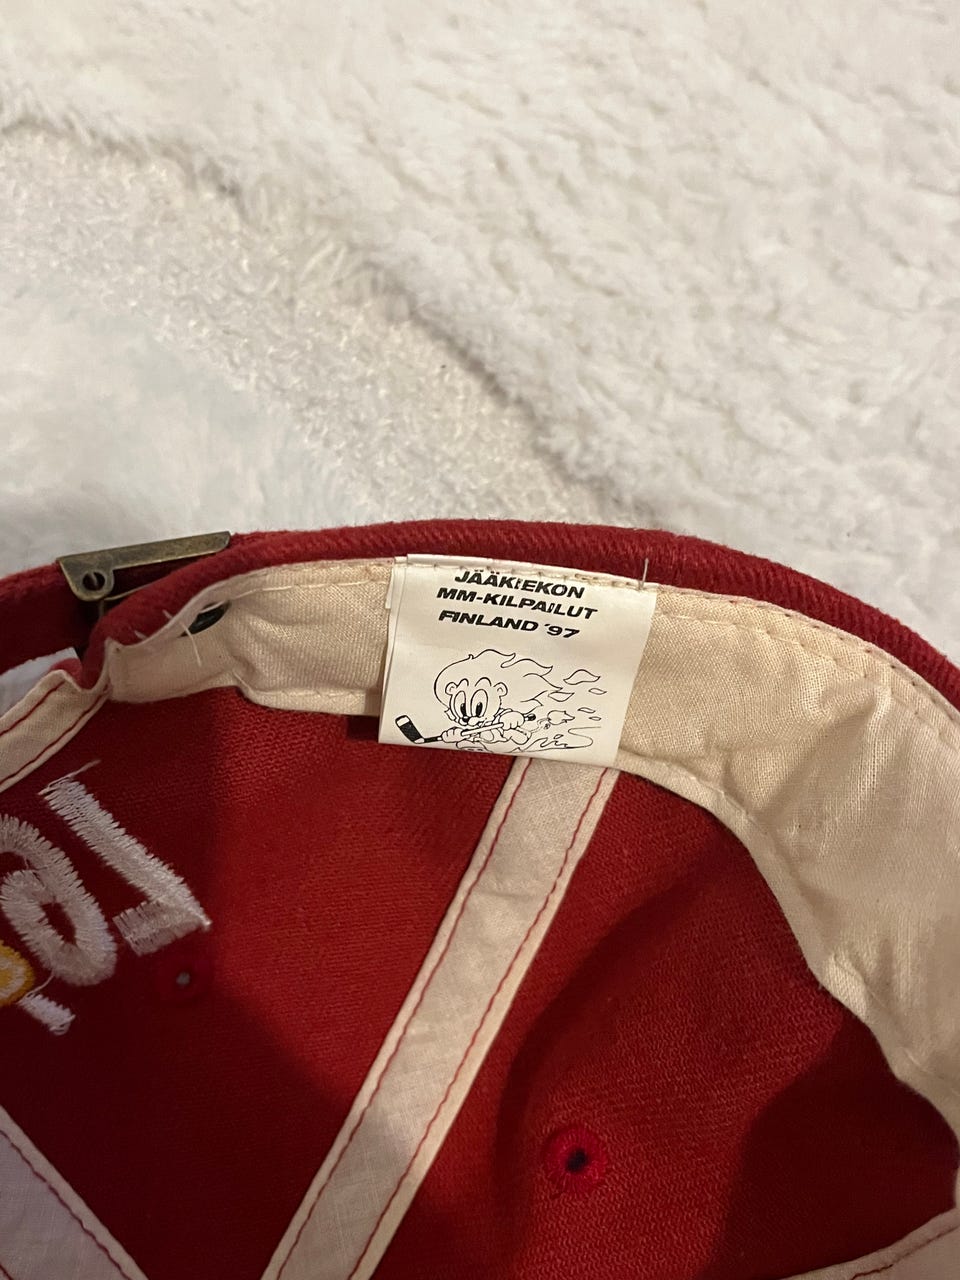 JÄÄKIEKON
MM-KILPAILUT
FINLAND '97